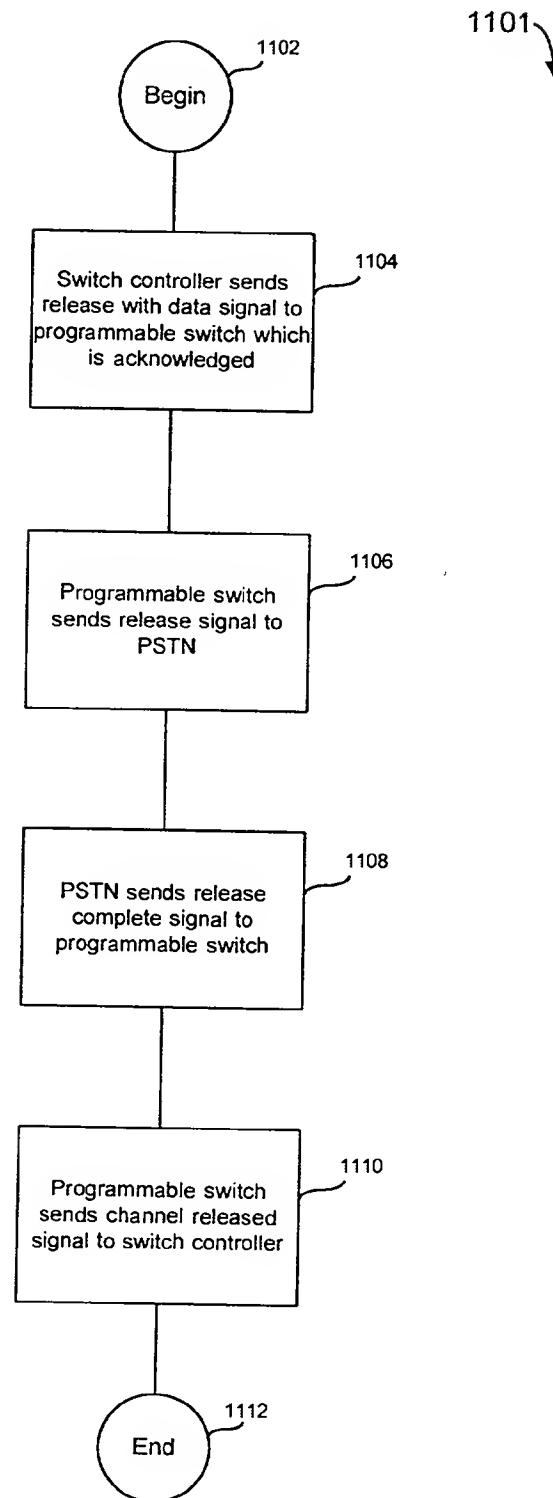 1101
1102
Begin
1104
Switch controller sends
release with data signal to
programmable switch which
is acknowledged
1106
Programmable switch
sends release signal to
PSTN
1108
PSTN sends release
complete signal to
programmable switch
1110
Programmable switch
sends channel released
signal to switch controller
1112
End